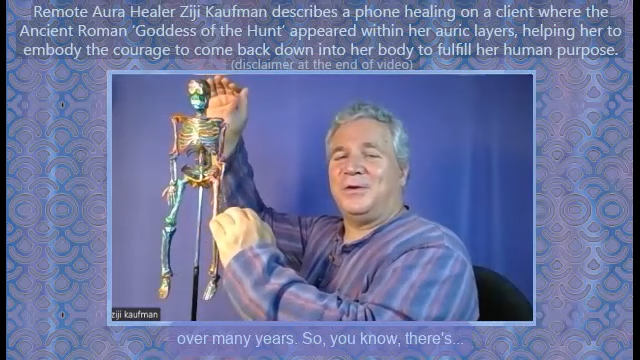 Remote Aura Healer Ziji Kaufman describes a phone healing on a client where the
Ancient Roman ‘Goddess of the Hunt’ appeared within her auric layers, helping her to
embody the courage to come back down into her body to fulfill her human purpose.
(disclaimer at the end of video)
ziji kaufman
over many years. So, you know, there's...